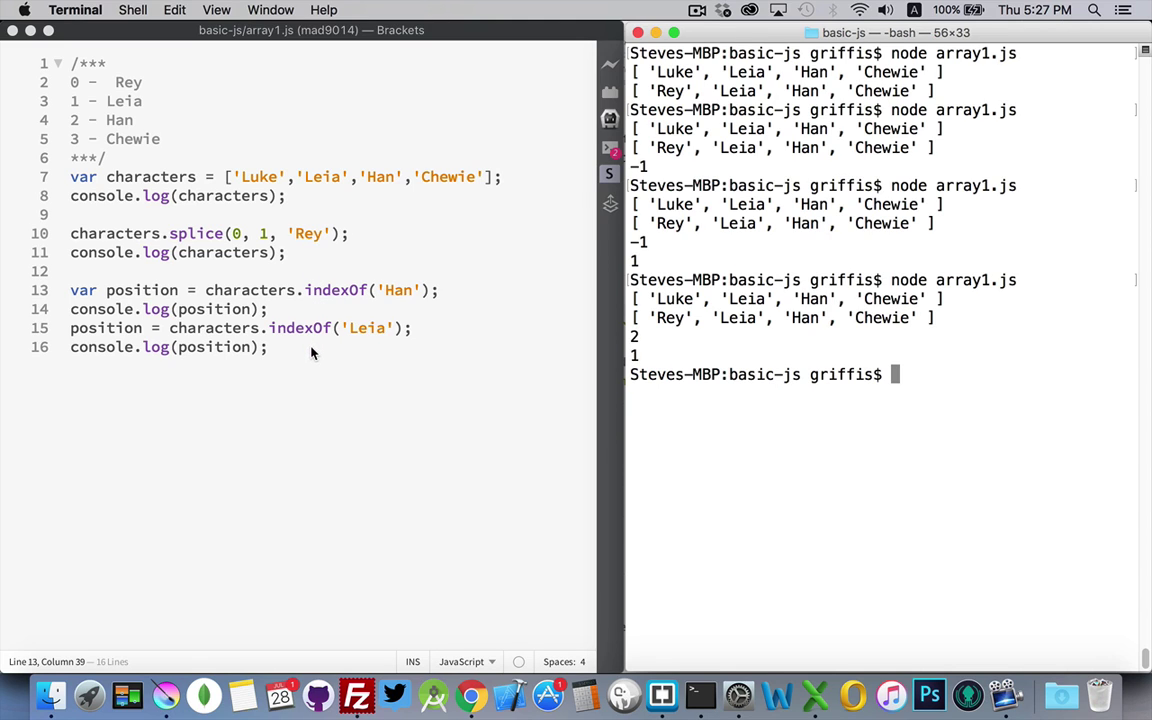 Terminal Shell Edit View Window Help
A 100% Thu 5:27 PM
basic-js/array1.js (mad9014) — Brackets
1 /***
2 0 -  Rey
3 1 - Leia
4 2 - Han
5 3 - Chewie
6 ***/
7 var characters = ['Luke','Leia','Han','Chewie'];
8 console.log(characters);
9
10 characters.splice(0, 1, 'Rey');
11 console.log(characters);
12
13 var position = characters.indexOf('Han');
14 console.log(position);
15 position = characters.indexOf('Leia');
16 console.log(position);
Line 13, Column 39 — 16 Lines
INS JavaScript Spaces: 4
2
S
basic-js — -bash — 56×33
[Steves-MBP:basic-js griffis$ node array1.js ]
[ 'Luke', 'Leia', 'Han', 'Chewie' ]
[ 'Rey', 'Leia', 'Han', 'Chewie' ]
[Steves-MBP:basic-js griffis$ node array1.js ]
[ 'Luke', 'Leia', 'Han', 'Chewie' ]
[ 'Rey', 'Leia', 'Han', 'Chewie' ]
-1
[Steves-MBP:basic-js griffis$ node array1.js ]
[ 'Luke', 'Leia', 'Han', 'Chewie' ]
[ 'Rey', 'Leia', 'Han', 'Chewie' ]
-1
1
[Steves-MBP:basic-js griffis$ node array1.js ]
[ 'Luke', 'Leia', 'Han', 'Chewie' ]
[ 'Rey', 'Leia', 'Han', 'Chewie' ]
2
1
Steves-MBP:basic-js griffis$
JUL
28
1
1
Ps